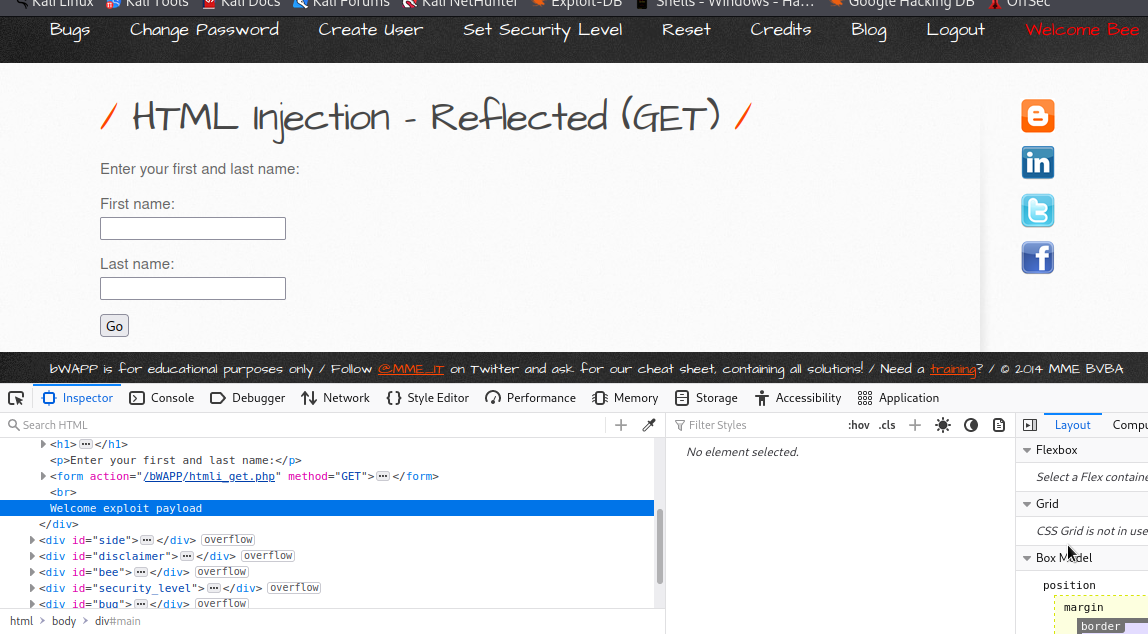 Kali Linux Kali Tools Kali Docs Kali Forums Kali NetHunter Exploit-DB Shells - Windows - Ha… Google Hacking DB OffSec
Bugs Change Password Create User Set Security Level Reset Credits Blog Logout Welcome Bee
/ HTML Injection - Reflected (GET) /
Enter your first and last name:
First name:
Last name:
Go
bWAPP is for educational purposes only / Follow @MME_IT on Twitter and ask for our cheat sheet, containing all solutions! / Need a training? / © 2014 MME BVBA
Inspector Console Debugger Network Style Editor Performance Memory Storage Accessibility Application
Search HTML
Filter Styles :hov .cls
Layout Compu
<h1>…</h1>
<p>Enter your first and last name:</p>
<form action="/bWAPP/htmli_get.php" method="GET">…</form>
<br>
Welcome exploit payload
</div>
<div id="side">…</div> overflow
<div id="disclaimer">…</div> overflow
<div id="bee">…</div> overflow
<div id="security_level">…</div> overflow
<div id="bug">…</div> overflow
html > body > div#main
No element selected.
Flexbox
Select a Flex containe
Grid
CSS Grid is not in use
Box Model
position
margin
border